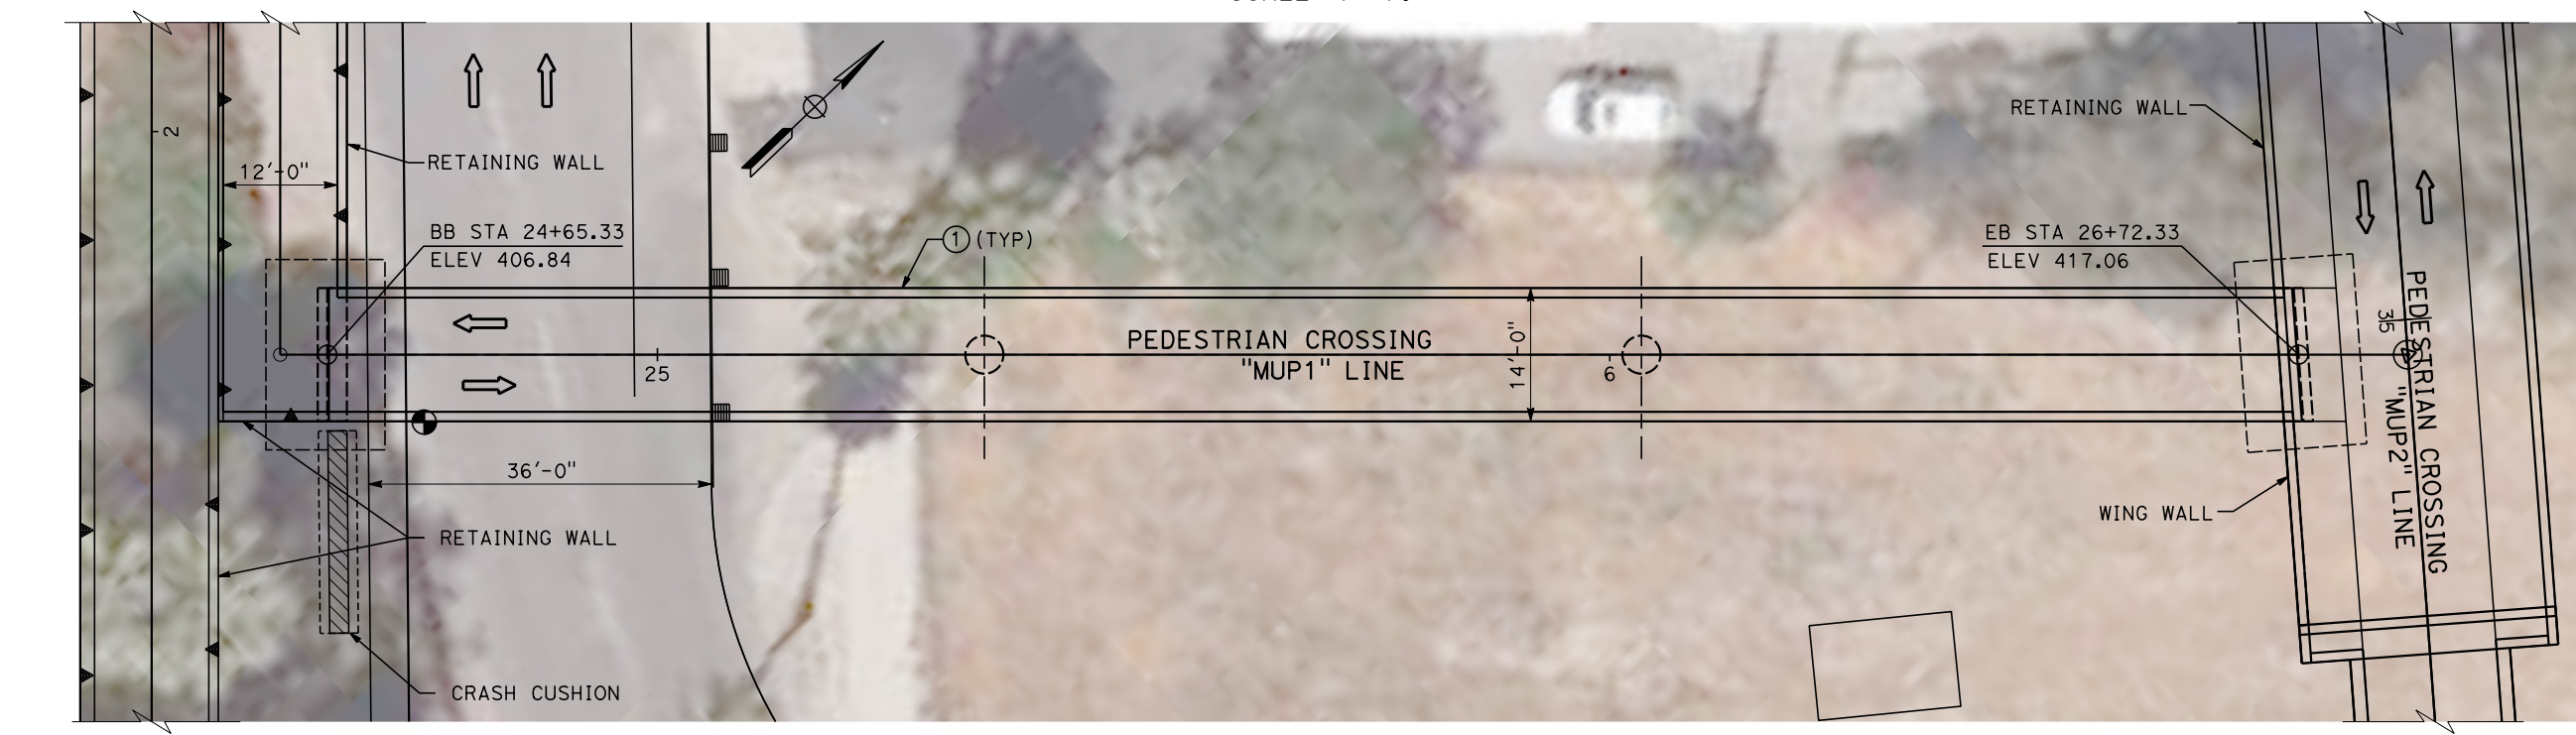 2
12'-0"
RETAINING WALL
BB STA 24+65.33
ELEV 406.84
1 (TYP)
25
PEDESTRIAN CROSSING
"MUP1" LINE
14'-0"
6
36'-0"
RETAINING WALL
CRASH CUSHION
RETAINING WALL
EB STA 26+72.33
ELEV 417.06
35
PEDESTRIAN CROSSING
"MUP2" LINE
WING WALL